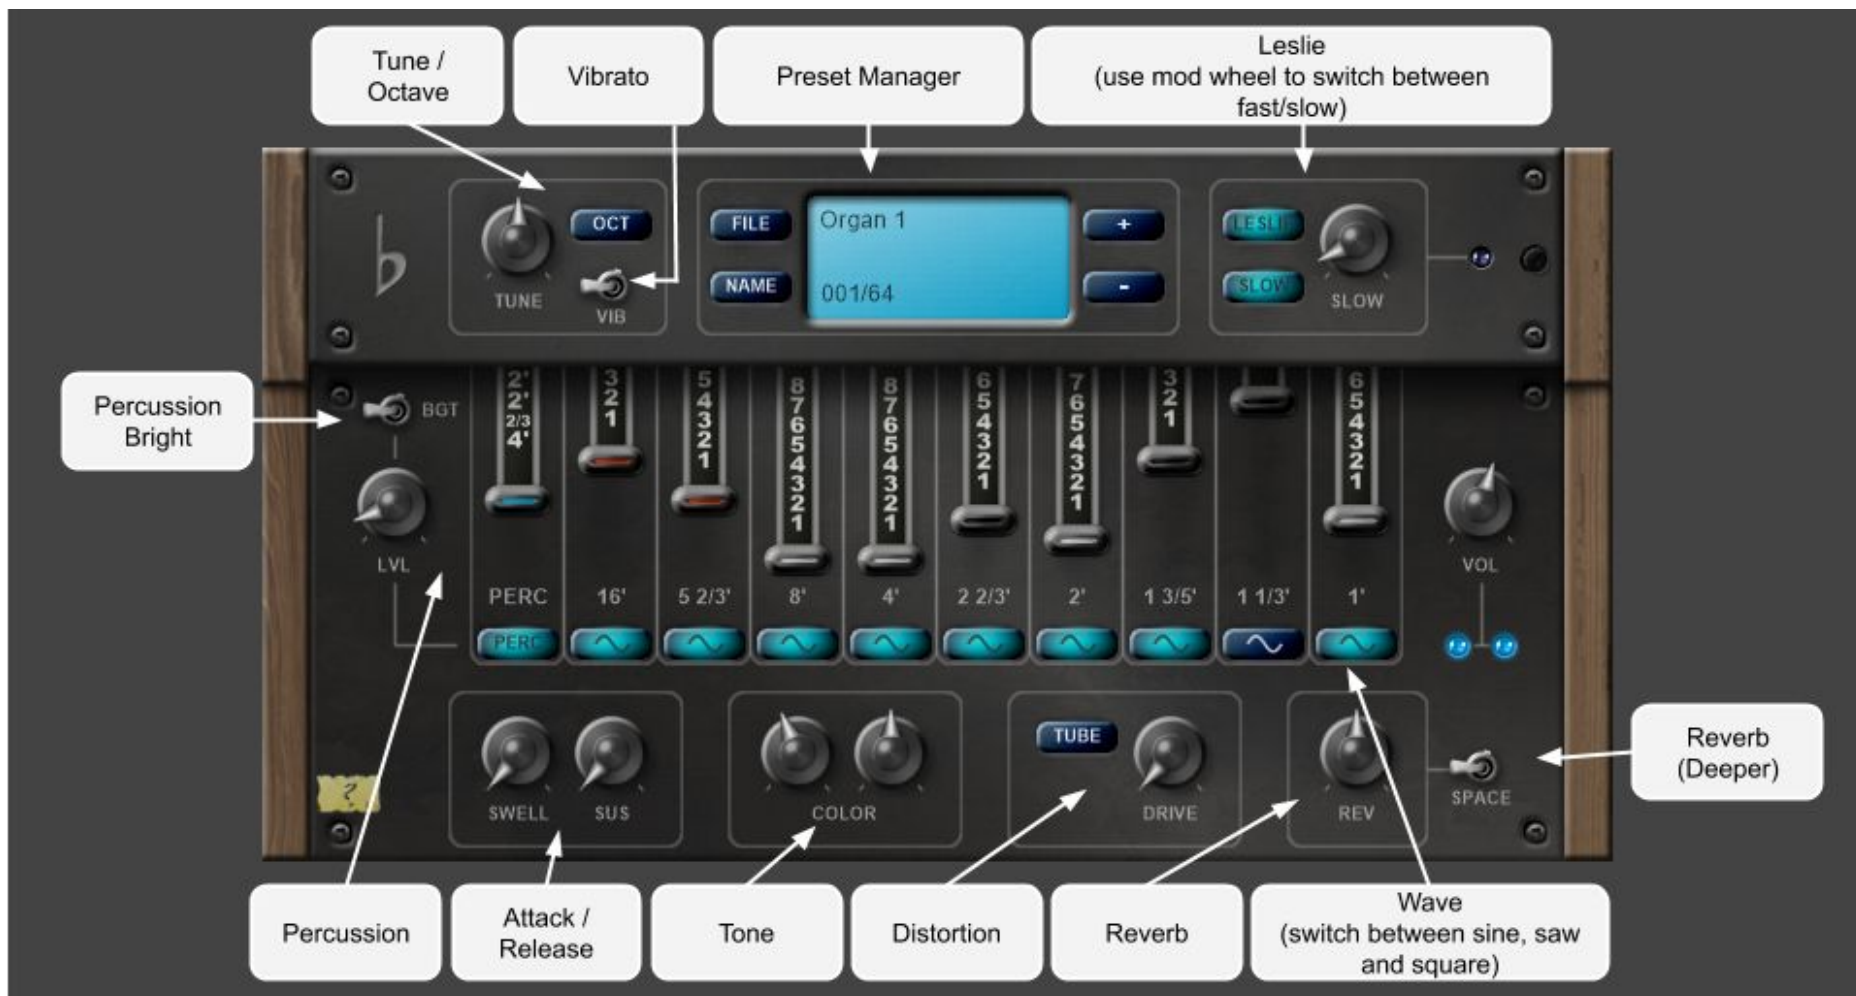 Tune /
Octave
Vibrato
Preset Manager
Leslie
(use mod wheel to switch between
fast/slow)
OCT
TUNE
VIB
FILE
NAME
Organ 1
001/64
+
-
LESLIE
SLOW
SLOW
Percussion
Bright
BGT
LVL
2'
2'
2/3
4'
3
2
1
5
4
3
2
1
8
7
6
5
4
3
2
1
8
7
6
5
4
3
2
1
6
5
4
3
2
1
7
6
5
4
3
2
1
3
2
1
6
5
4
3
2
1
VOL
PERC
16'
5 2/3'
8'
4'
2 2/3'
2'
1 3/5'
1 1/3'
1'
PERC
SWELL
SUS
COLOR
TUBE
DRIVE
REV
SPACE
?
Reverb
(Deeper)
Percussion
Attack /
Release
Tone
Distortion
Reverb
Wave
(switch between sine, saw
and square)